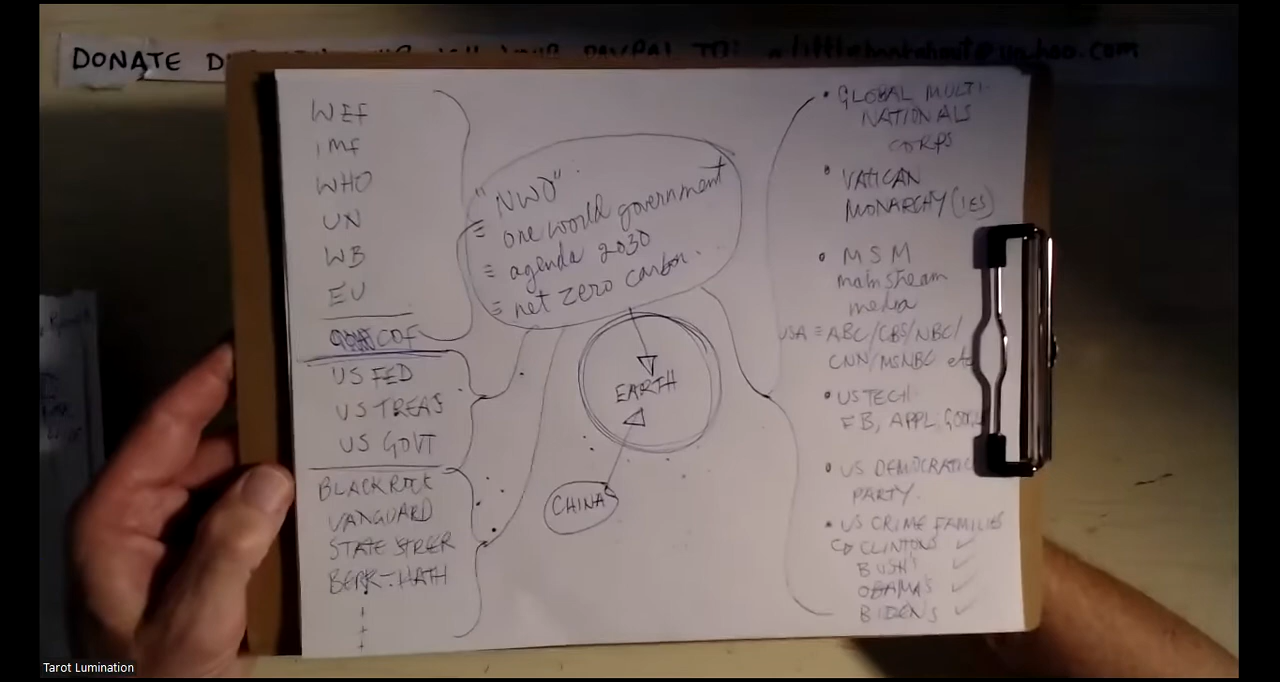 DONATE
WEF
IMF
WHO
UN
WB
EU
CDF
US FED
US TREAS
US GOVT
BLACKROCK
VANGUARD
STATE STREET
BERK-HATH
"NWO"
≡ one world government
≡ agenda 2030
≡ net zero carbon.
EARTH
CHINA
• GLOBAL MULTI-
NATIONALS
CORPS
• VATICAN
MONARCHY (IES)
• MSM
mainstream
media
USA ≡ ABC/CBS/NBC/
CNN/MSNBC etc
• US TECH
FB, APPL,
• US DEMOCRATIC
PARTY.
• US CRIME FAMILIES
CLINTONS ✓
BUSH'S ✓
OBAMA'S ✓
BIDENS ✓
Tarot Lumination